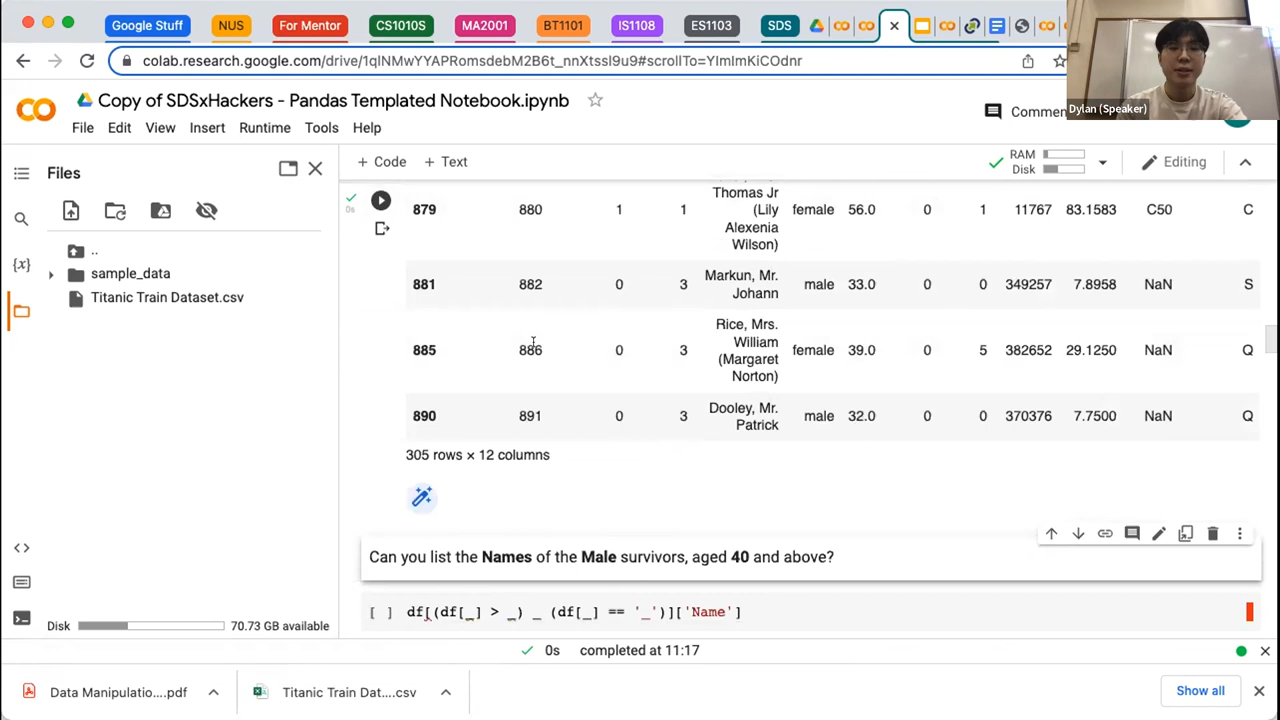 Google Stuff
NUS
For Mentor
CS1010S
MA2001
BT1101
IS1108
ES1103
SDS
colab.research.google.com/drive/1qlNMwYYAPRomsdebM2B6t_nnXtssl9u9#scrollTo=YImImKiCOdnr
CO
Copy of SDSxHackers - Pandas Templated Notebook.ipynb
Commen
Dylan (Speaker)
File Edit View Insert Runtime Tools Help
Files
+ Code + Text
RAM
Disk
Editing
..
sample_data
Titanic Train Dataset.csv
{x}
0s
Thomas Jr
879 880 1 1 (Lily female 56.0 0 1 11767 83.1583 C50 C
Alexenia
Wilson)
881 882 0 3 Markun, Mr. Johann male 33.0 0 0 349257 7.8958 NaN S
885 886 0 3 Rice, Mrs. William (Margaret Norton) female 39.0 0 5 382652 29.1250 NaN Q
890 891 0 3 Dooley, Mr. Patrick male 32.0 0 0 370376 7.7500 NaN Q
305 rows × 12 columns
Can you list the Names of the Male survivors, aged 40 and above?
[ ] df[(df[_] > _) _ (df[_] == '_')]['Name']
Disk 70.73 GB available
0s completed at 11:17
Data Manipulatio....pdf
Titanic Train Dat....csv
Show all